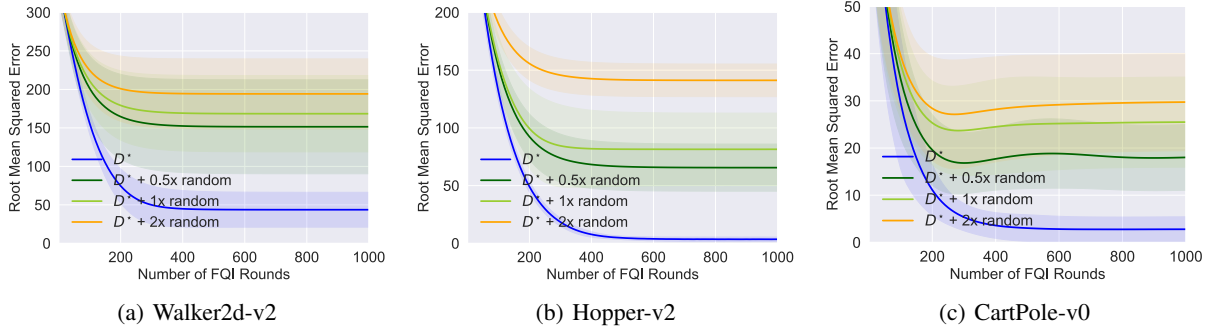 300
250
200
150
100
50
0
Root Mean Squared Error
D* 
D* + 0.5x random
D* + 1x random
D* + 2x random
200 400 600 800 1000
Number of FQI Rounds
(a) Walker2d-v2
200
150
100
50
0
Root Mean Squared Error
D*
D* + 0.5x random
D* + 1x random
D* + 2x random
200 400 600 800 1000
Number of FQI Rounds
(b) Hopper-v2
50
40
30
20
10
0
Root Mean Squared Error
D*
D* + 0.5x random
D* + 1x random
D* + 2x random
200 400 600 800 1000
Number of FQI Rounds
(c) CartPole-v0